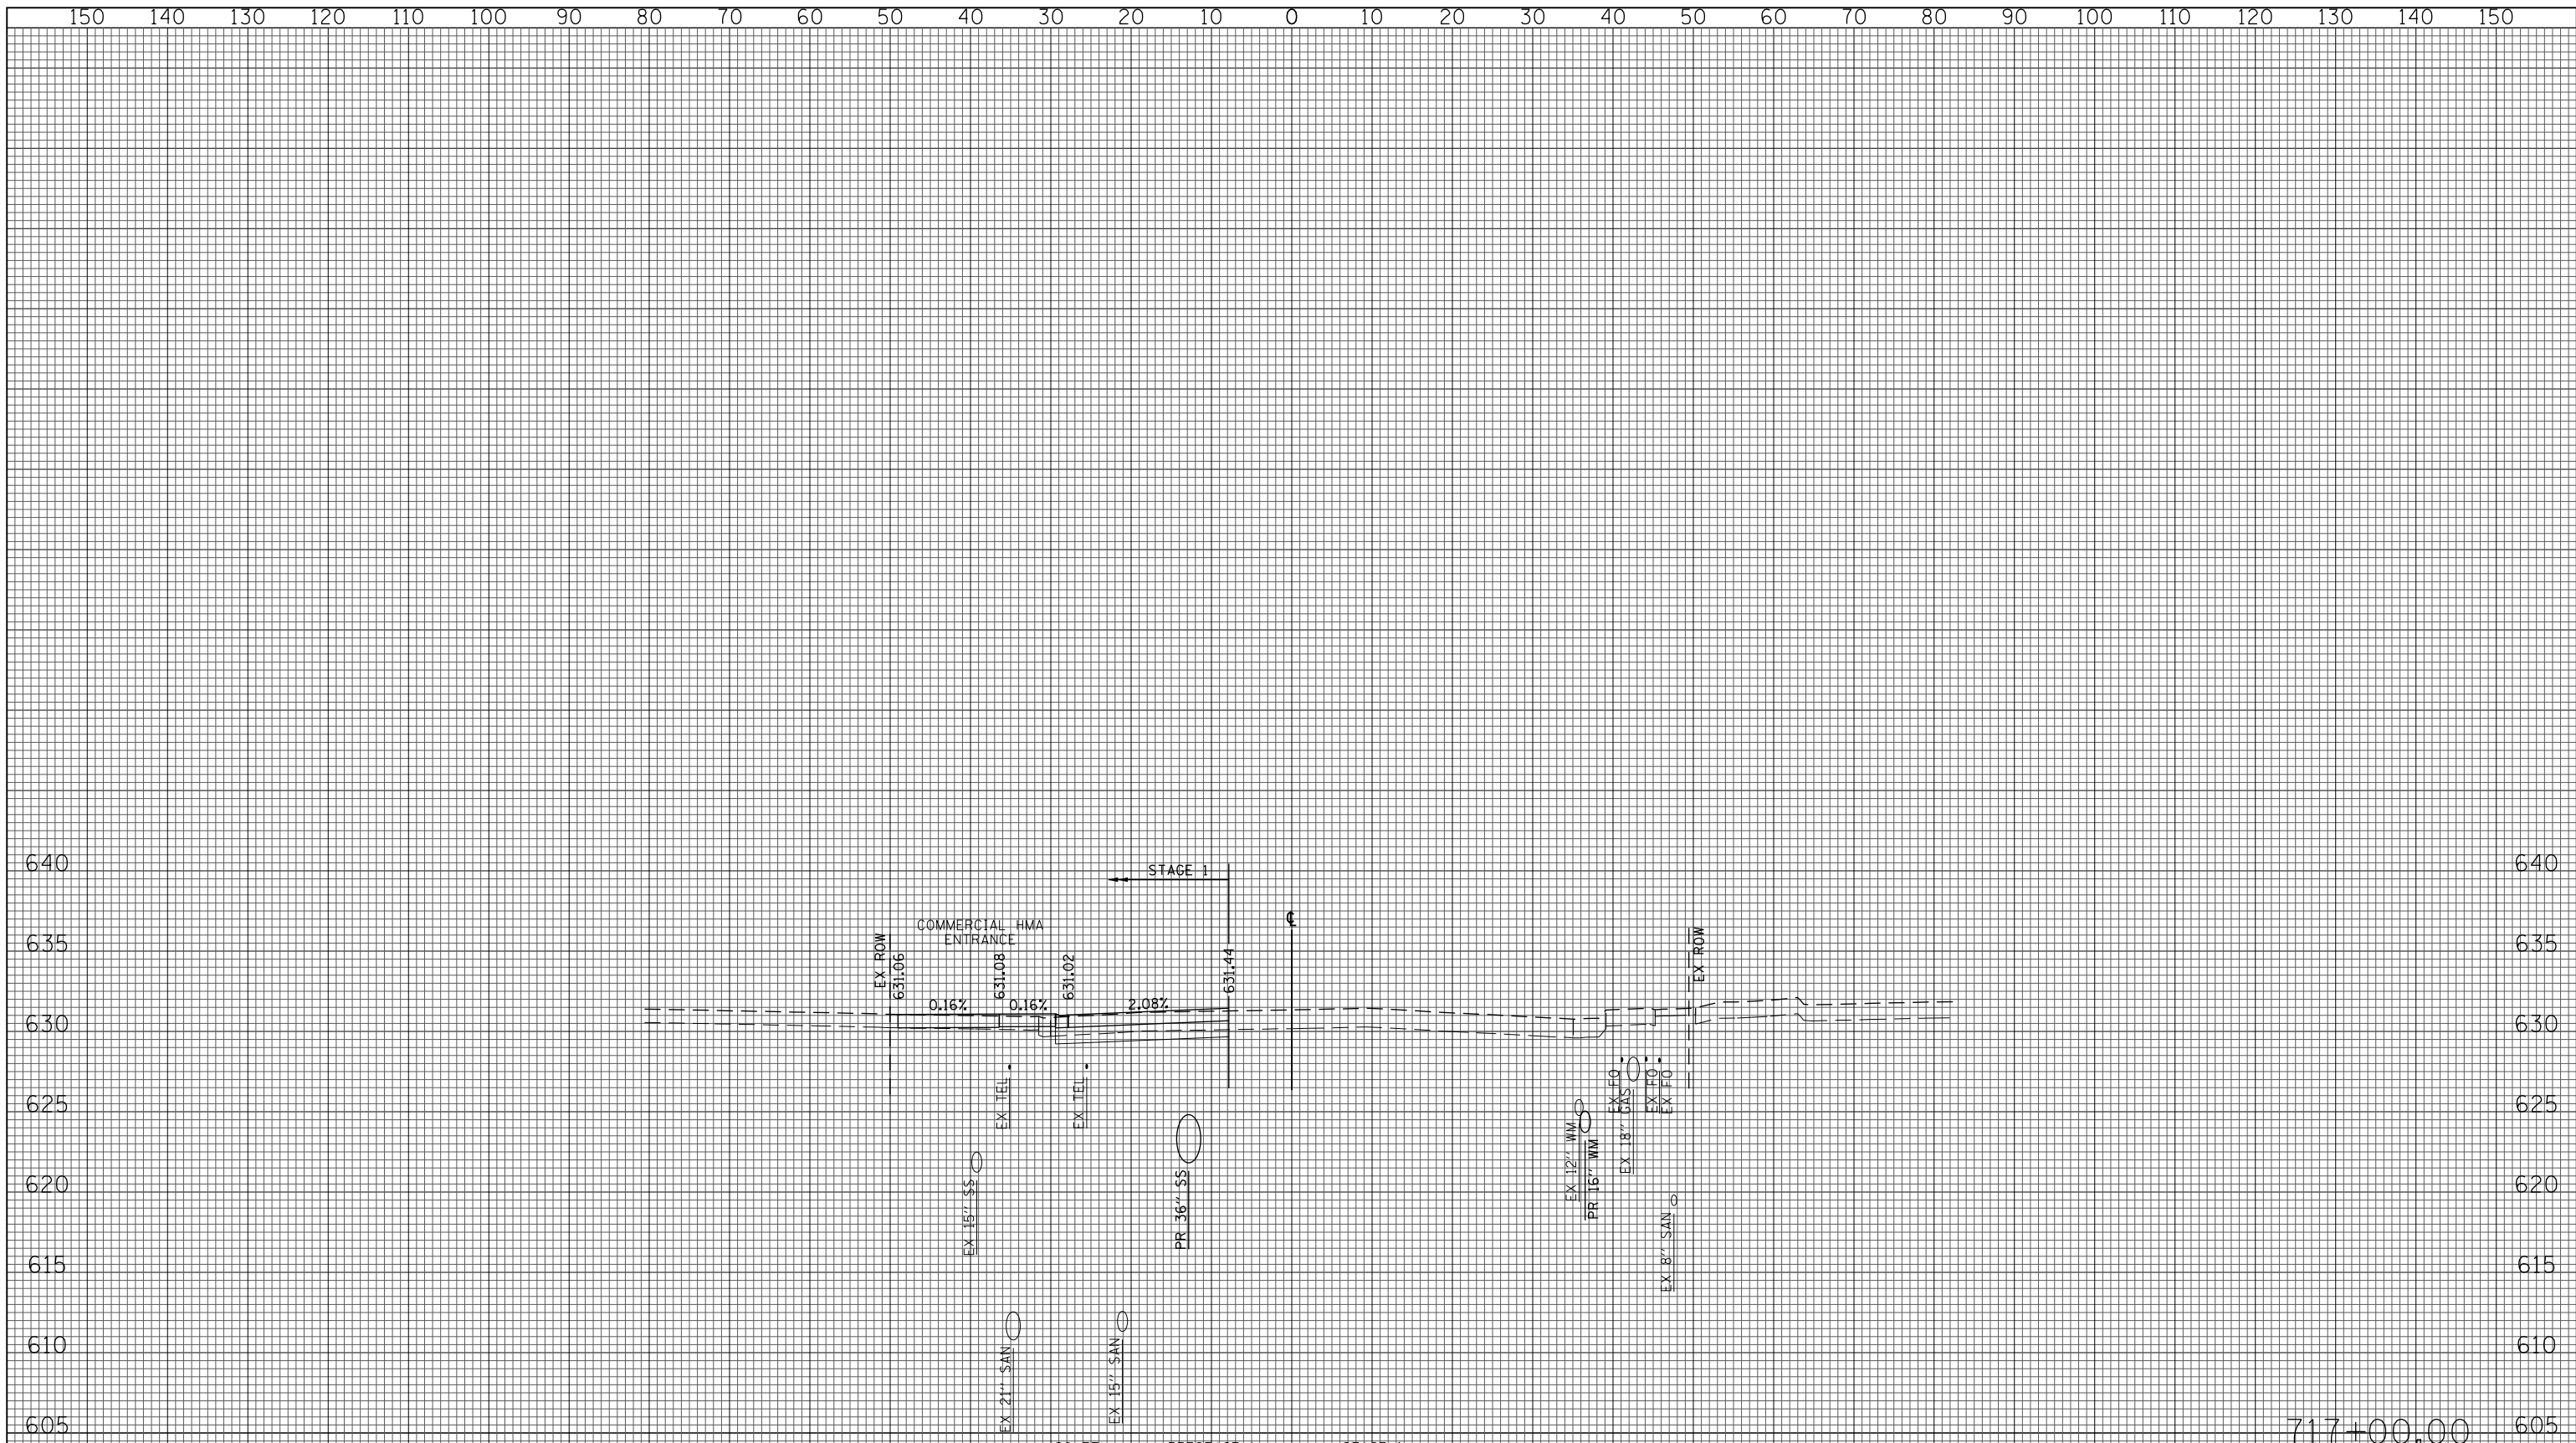 150 140 130 120 110 100 90 80 70 60 50 40 30 20 10 0 10 20 30 40 50 60 70 80 90 100 110 120 130 140 150
640 640
STAGE 1
℄
COMMERCIAL HMA
ENTRANCE
635 635
EX ROW
631.06
631.08
631.02
631.44
EX ROW
0.16% 0.16% 2.08%
630 630
EX TEL
EX TEL
EX FO
EX 18" GAS
EX FO
EX FO
625 625
EX 12" WM
PR 16" WM
EX 15" SS
PR 36" SS
620 620
EX 8" SAN
615 615
EX 21" SAN
EX 15" SAN
610 610
605 605
717+00.00